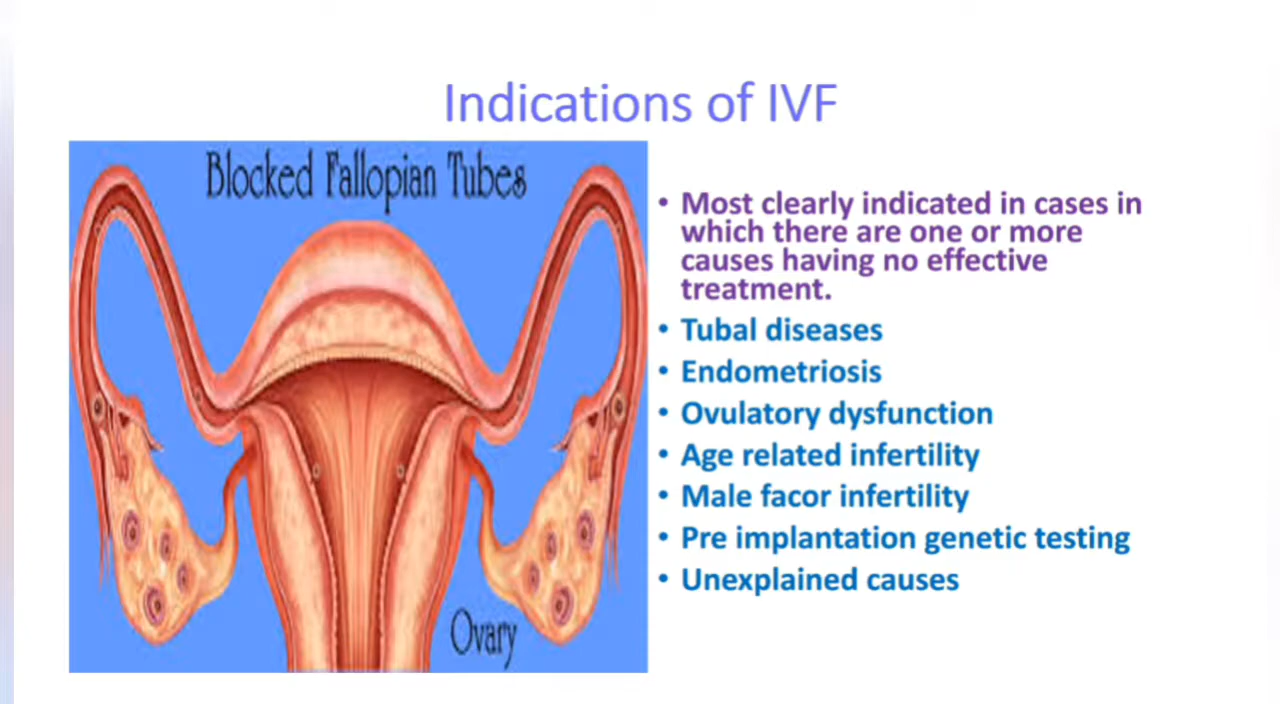 Indications of IVF
Blocked Fallopian Tubes
Ovary
• Most clearly indicated in cases in
which there are one or more
causes having no effective
treatment.
• Tubal diseases
• Endometriosis
• Ovulatory dysfunction
• Age related infertility
• Male facor infertility
• Pre implantation genetic testing
• Unexplained causes